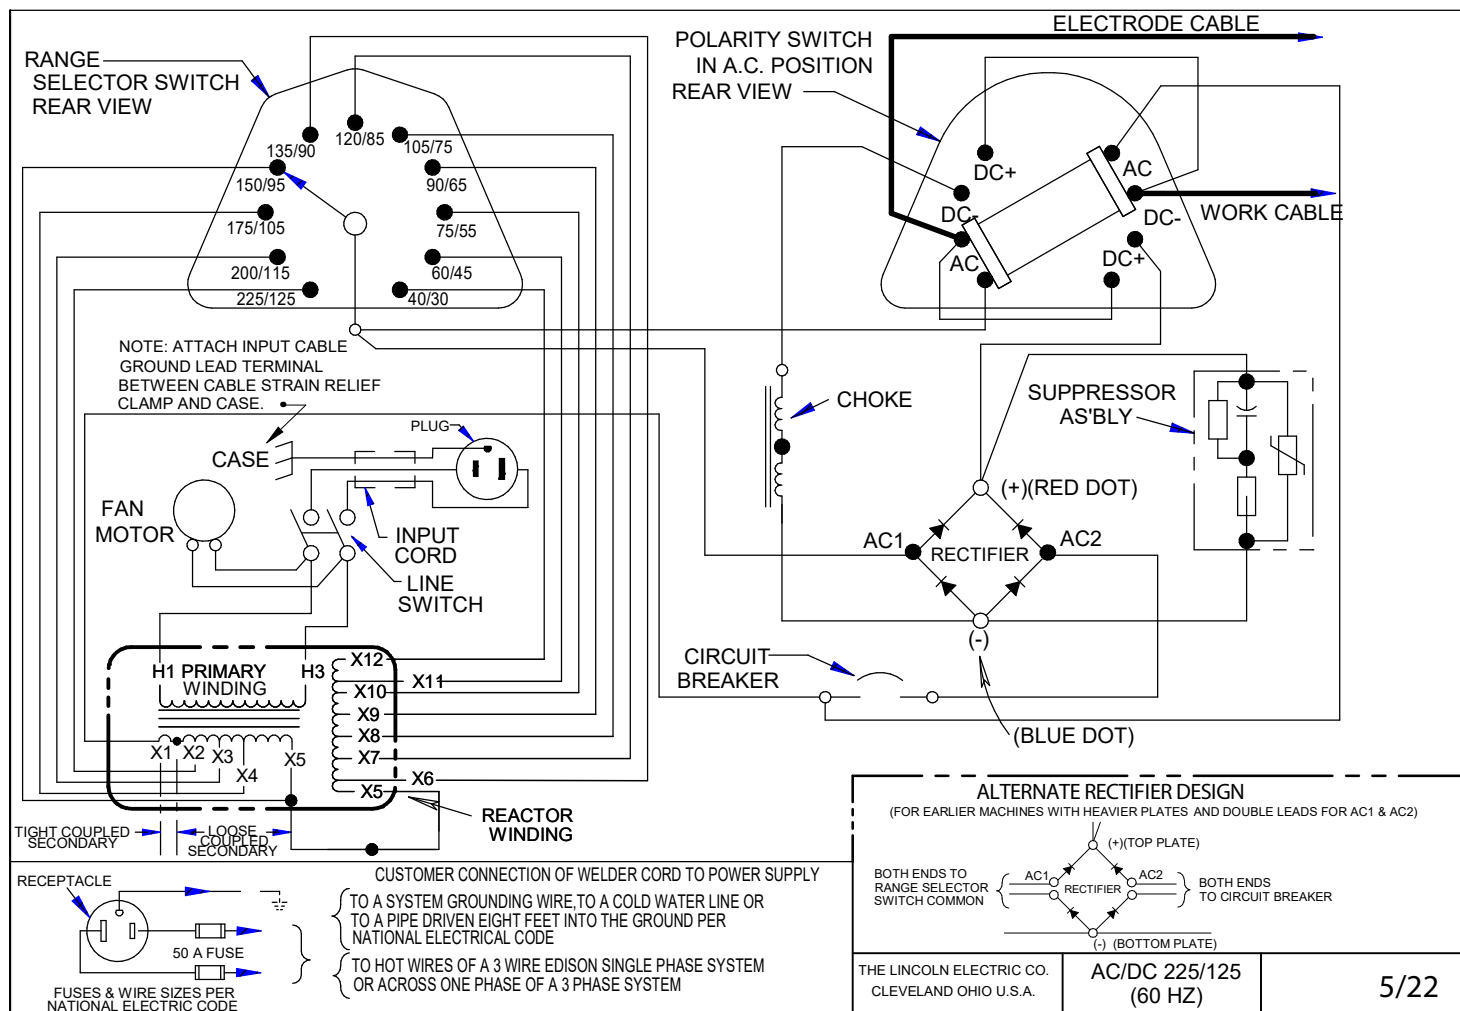 RANGE
SELECTOR SWITCH
REAR VIEW
135/90
120/85
105/75
150/95
90/65
175/105
75/55
200/115
60/45
225/125
40/30
POLARITY SWITCH
IN A.C. POSITION
REAR VIEW
ELECTRODE CABLE
DC+
AC
DC-
DC-
WORK CABLE
AC
DC+
NOTE: ATTACH INPUT CABLE
GROUND LEAD TERMINAL
BETWEEN CABLE STRAIN RELIEF
CLAMP AND CASE.
PLUG
CASE
FAN
MOTOR
INPUT
CORD
LINE
SWITCH
CHOKE
SUPPRESSOR
AS'BLY
(+)(RED DOT)
AC1
RECTIFIER
AC2
(-)
(BLUE DOT)
CIRCUIT
BREAKER
H1 PRIMARY H3
WINDING
X12
X11
X10
X9
X8
X7
X6
X5
X1 X2 X3
X4
X5
REACTOR
WINDING
TIGHT COUPLED
SECONDARY
LOOSE
COUPLED
SECONDARY
ALTERNATE RECTIFIER DESIGN
(FOR EARLIER MACHINES WITH HEAVIER PLATES AND DOUBLE LEADS FOR AC1 & AC2)
(+)(TOP PLATE)
BOTH ENDS TO
RANGE SELECTOR
SWITCH COMMON
AC1
RECTIFIER
AC2
BOTH ENDS
TO CIRCUIT BREAKER
(-) (BOTTOM PLATE)
RECEPTACLE
50 A FUSE
FUSES & WIRE SIZES PER
NATIONAL ELECTRIC CODE
CUSTOMER CONNECTION OF WELDER CORD TO POWER SUPPLY
TO A SYSTEM GROUNDING WIRE,TO A COLD WATER LINE OR
TO A PIPE DRIVEN EIGHT FEET INTO THE GROUND PER
NATIONAL ELECTRICAL CODE
TO HOT WIRES OF A 3 WIRE EDISON SINGLE PHASE SYSTEM
OR ACROSS ONE PHASE OF A 3 PHASE SYSTEM
THE LINCOLN ELECTRIC CO.
CLEVELAND OHIO U.S.A.
AC/DC 225/125
(60 HZ)
5/22